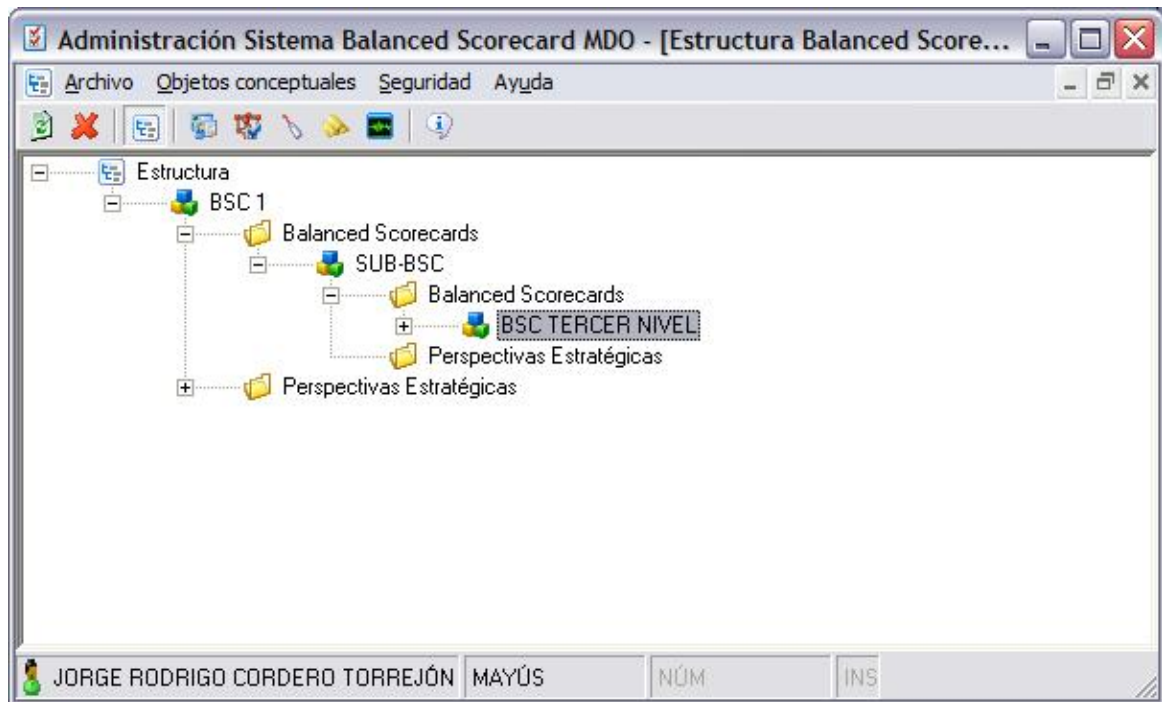 Administración Sistema Balanced Scorecard MDO - [Estructura Balanced Score...
Archivo Objetos conceptuales Seguridad Ayuda
Estructura
BSC 1
Balanced Scorecards
SUB-BSC
Balanced Scorecards
BSC TERCER NIVEL
Perspectivas Estratégicas
Perspectivas Estratégicas
JORGE RODRIGO CORDERO TORREJÓN MAYÚS NÚM INS